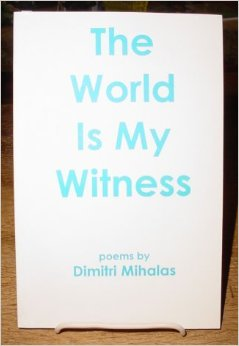 The
World
Is My
Witness
poems by
Dimitri Mihalas